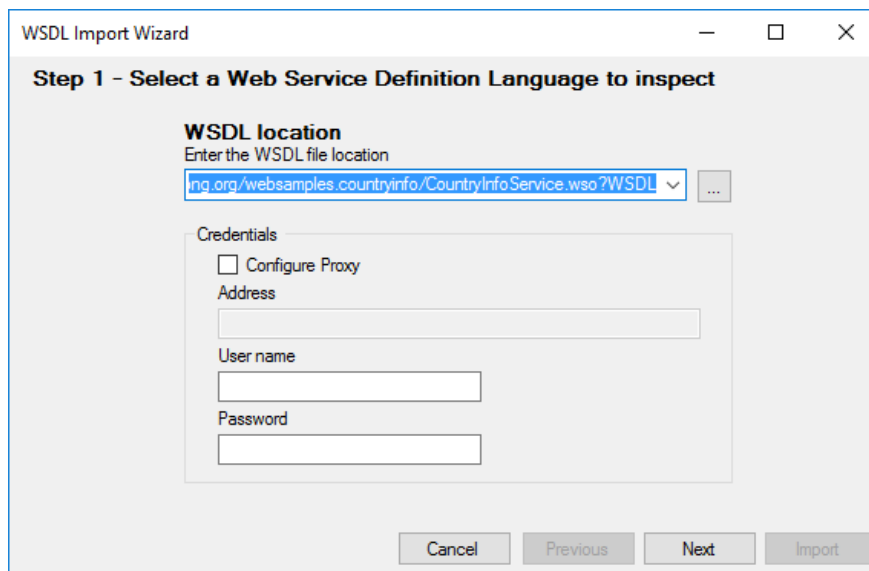 WSDL Import Wizard
Step 1 - Select a Web Service Definition Language to inspect
WSDL location
Enter the WSDL file location
ong.org/websamples.countryinfo/CountryInfoService.wso?WSDL
...
Credentials
Configure Proxy
Address
User name
Password
Cancel Previous Next Import